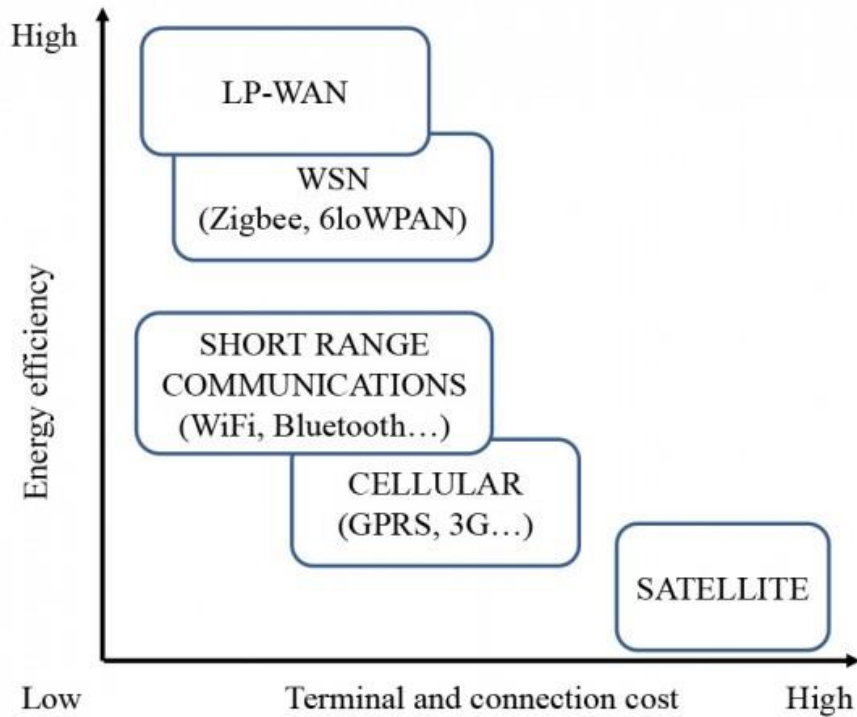 High
LP-WAN
WSN
(Zigbee, 6loWPAN)
Energy efficiency
SHORT RANGE
COMMUNICATIONS
(WiFi, Bluetooth…)
CELLULAR
(GPRS, 3G…)
SATELLITE
Low
Terminal and connection cost
High